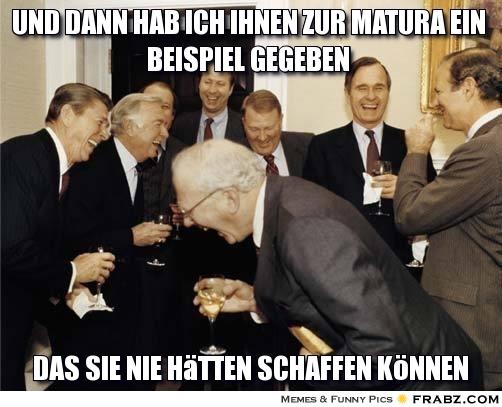 UND DANN HAB ICH IHNEN ZUR MATURA EIN
BEISPIEL GEGEBEN
DAS SIE NIE HäTTEN SCHAFFEN KöNNEN
MEMES & FUNNY PICS FRABZ.COM